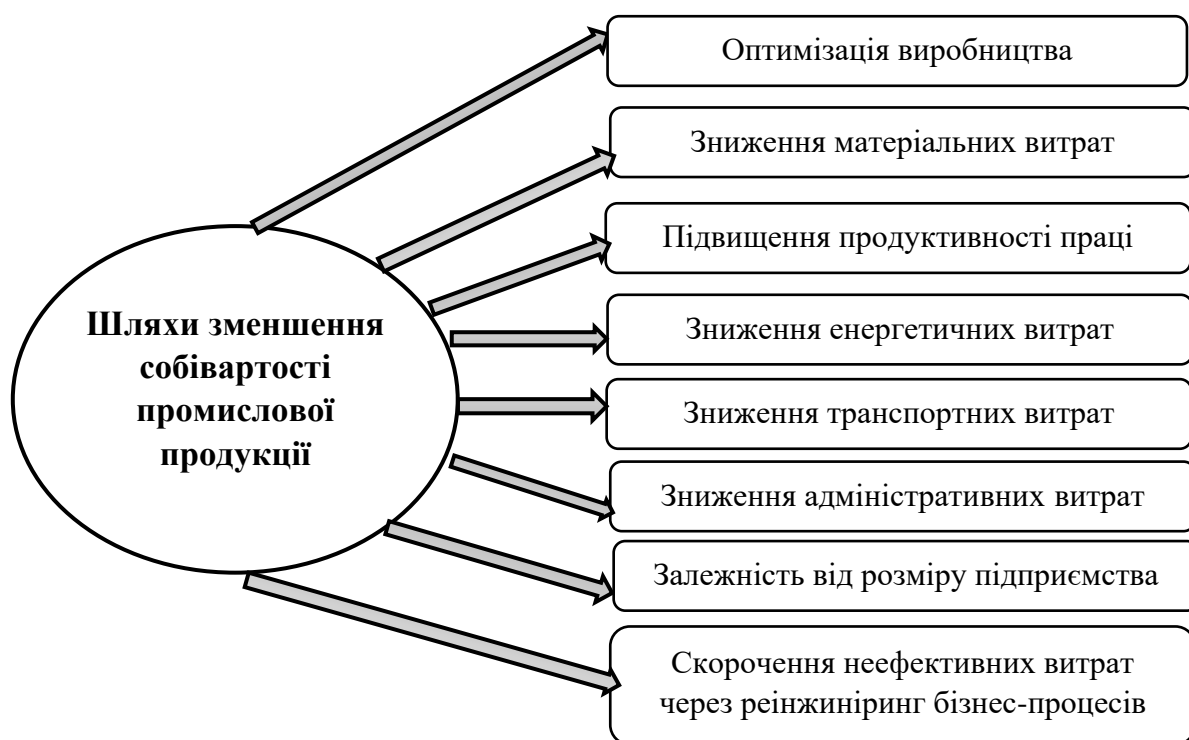 Шляхи зменшення
собівартості
промислової
продукції
Оптимізація виробництва
Зниження матеріальних витрат
Підвищення продуктивності праці
Зниження енергетичних витрат
Зниження транспортних витрат
Зниження адміністративних витрат
Залежність від розміру підприємства
Скорочення неефективних витрат
через реінжиніринг бізнес-процесів